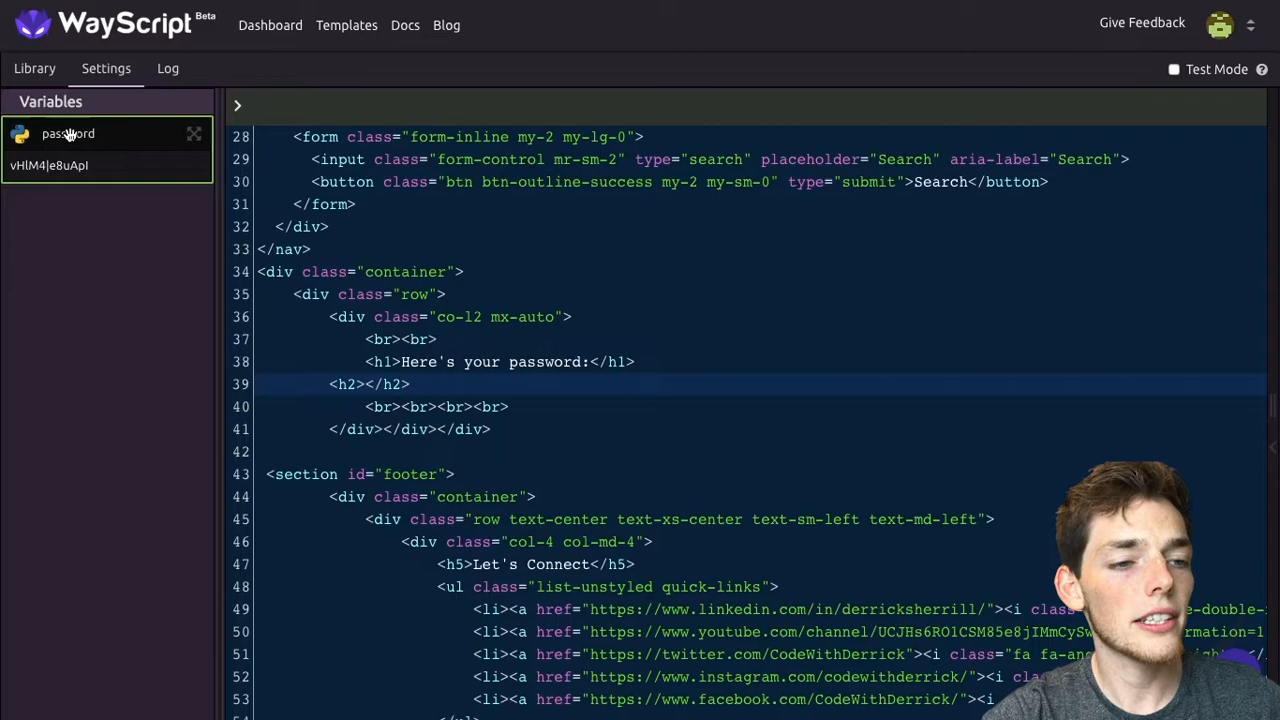 WayScript Beta
Dashboard Templates Docs Blog
Give Feedback
Library Settings Log
Test Mode
Variables
password
vHlM4|e8uApI
28 <form class="form-inline my-2 my-lg-0">
29 <input class="form-control mr-sm-2" type="search" placeholder="Search" aria-label="Search">
30 <button class="btn btn-outline-success my-2 my-sm-0" type="submit">Search</button>
31 </form>
32 </div>
33 </nav>
34 <div class="container">
35 <div class="row">
36 <div class="co-l2 mx-auto">
37 <br><br>
38 <h1>Here's your password:</h1>
39 <h2></h2>
40 <br><br><br><br>
41 </div></div></div>
42
43 <section id="footer">
44 <div class="container">
45 <div class="row text-center text-xs-center text-sm-left text-md-left">
46 <div class="col-4 col-md-4">
47 <h5>Let's Connect</h5>
48 <ul class="list-unstyled quick-links">
49 <li><a href="https://www.linkedin.com/in/derricksherrill/"><i class= e-double-
50 <li><a href="https://www.youtube.com/channel/UCJHs6RO1CSM85e8jIMmCySw rmation=1
51 <li><a href="https://twitter.com/CodeWithDerrick"><i class="fa fa-an
52 <li><a href="https://www.instagram.com/codewithderrick/"><i
53 <li><a href="https://www.facebook.com/CodeWithDerrick/"><i